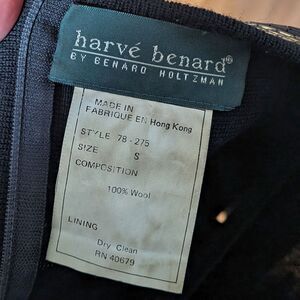 harvé benard®
BY BENARD HOLTZMAN
MADE IN
FABRIQUE EN Hong Kong
STYLE 78-275
SIZE S
COMPOSITION
100% Wool
LINING
Dry Clean
RN 40679